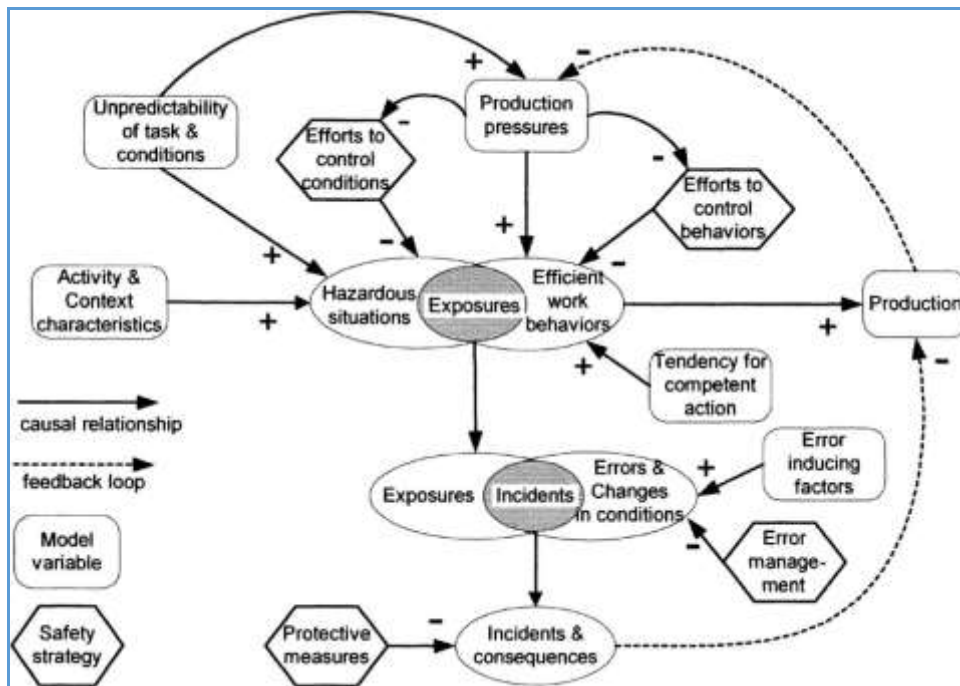 Unpredictability
of task &
conditions
+
-
Production
pressures
-
Efforts to
control
conditions
-
Efforts to
control
behaviors
+
-
+
-
Activity &
Context
characteristics
+
Hazardous
situations
Exposures
Efficient
work
behaviors
+
Production
-
+
Tendency for
competent
action
causal relationship
feedback loop
Exposures
Incidents
Errors &
Changes
in conditions
+
Error
inducing
factors
-
Error
manage-
ment
Model
variable
Safety
strategy
Protective
measures
-
Incidents &
consequences